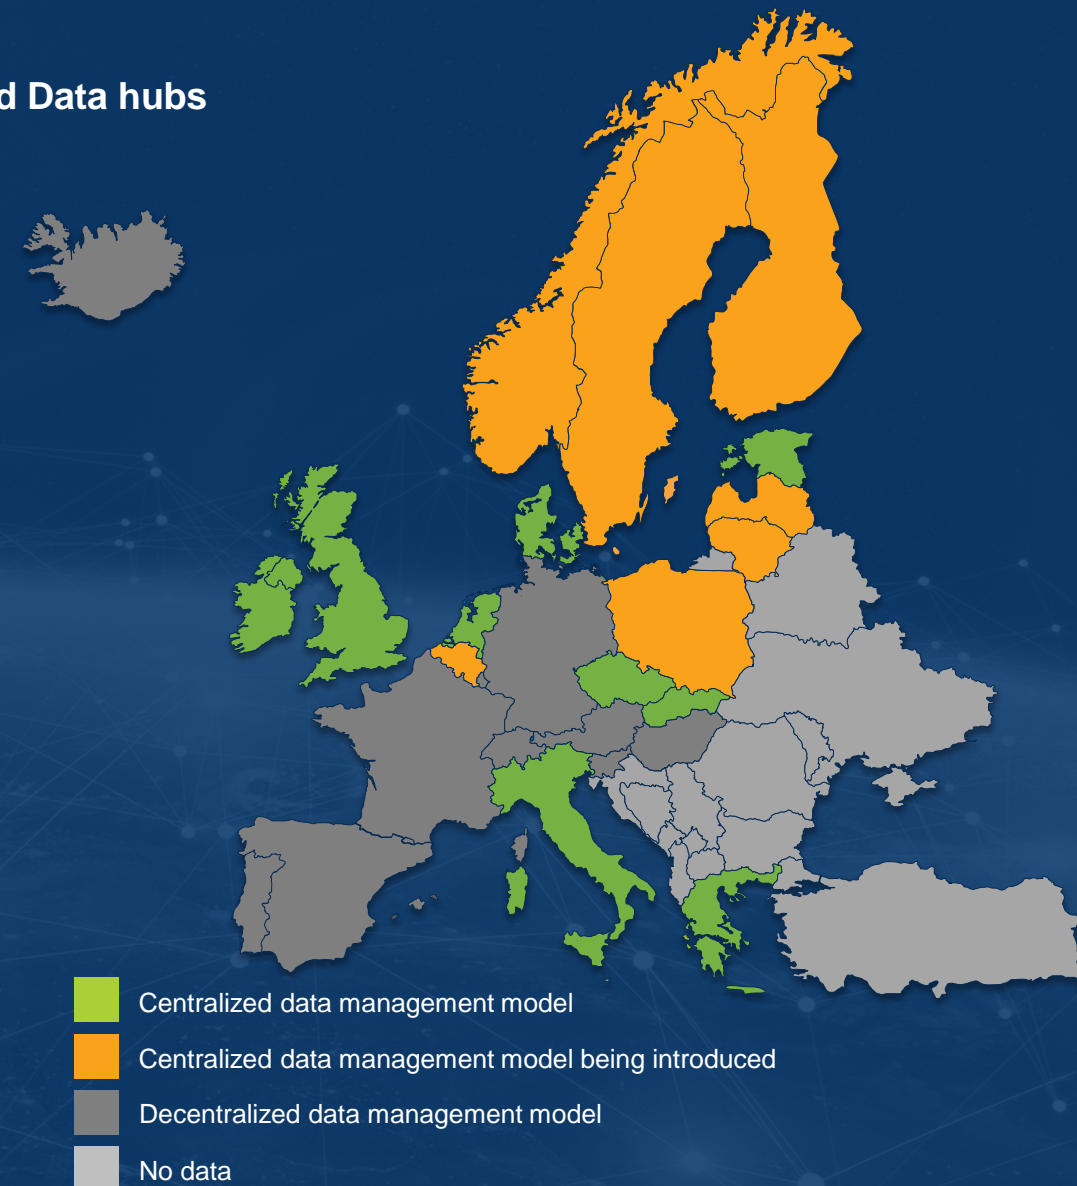 d Data hubs
Centralized data management model
Centralized data management model being introduced
Decentralized data management model
No data